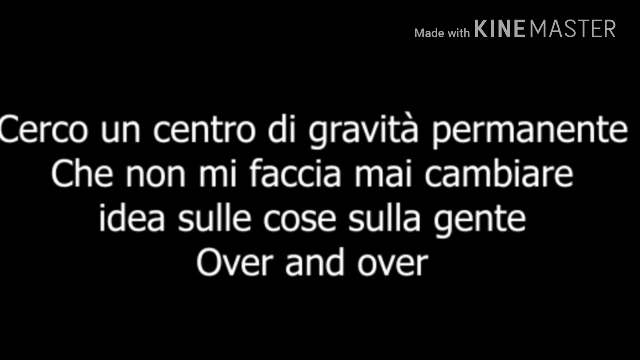 Made with KINEMASTER
Cerco un centro di gravità permanente
Che non mi faccia mai cambiare
idea sulle cose sulla gente
Over and over